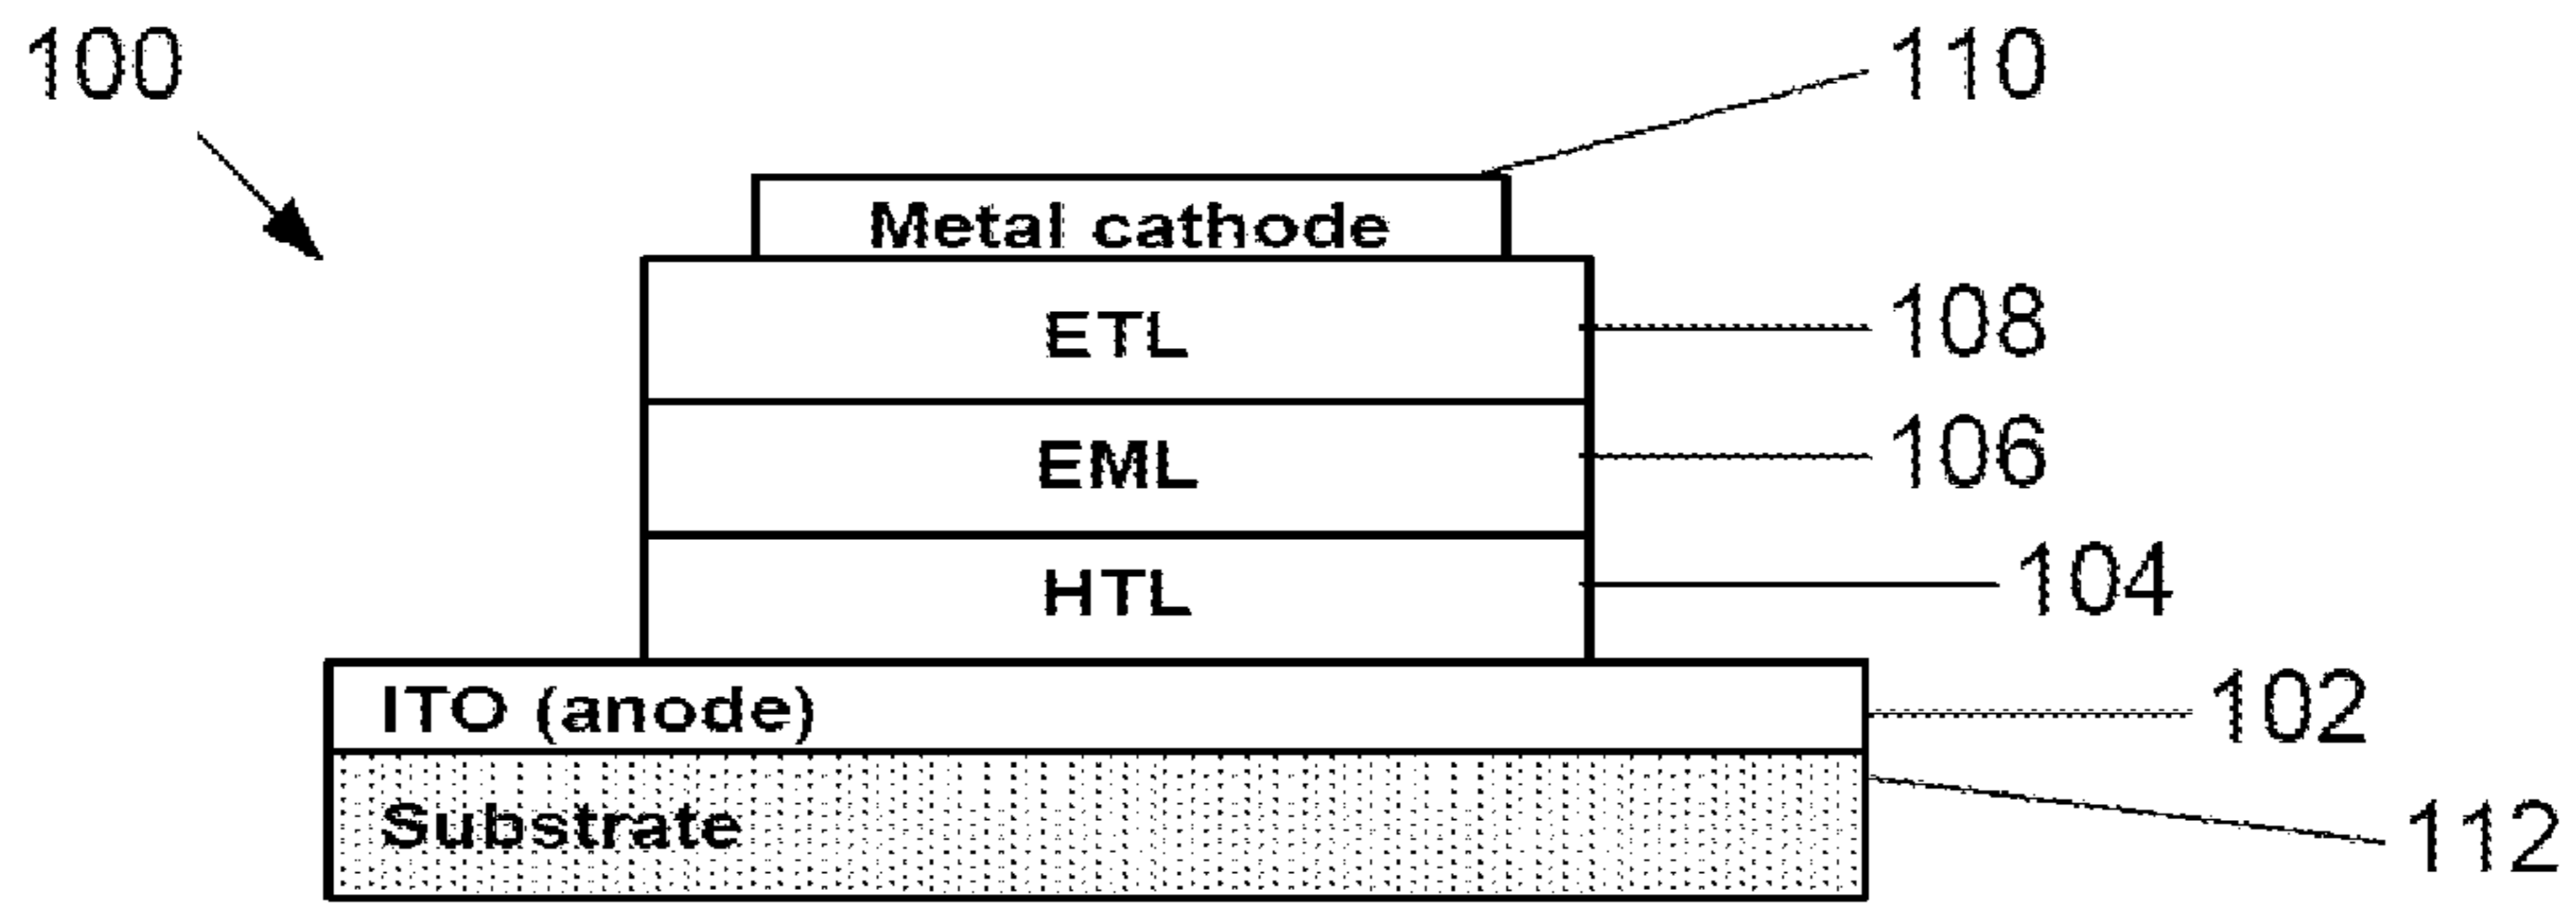 100
110
Metal cathode
ETL
108
EML
106
HTL
104
ITO (anode)
102
Substrate
112